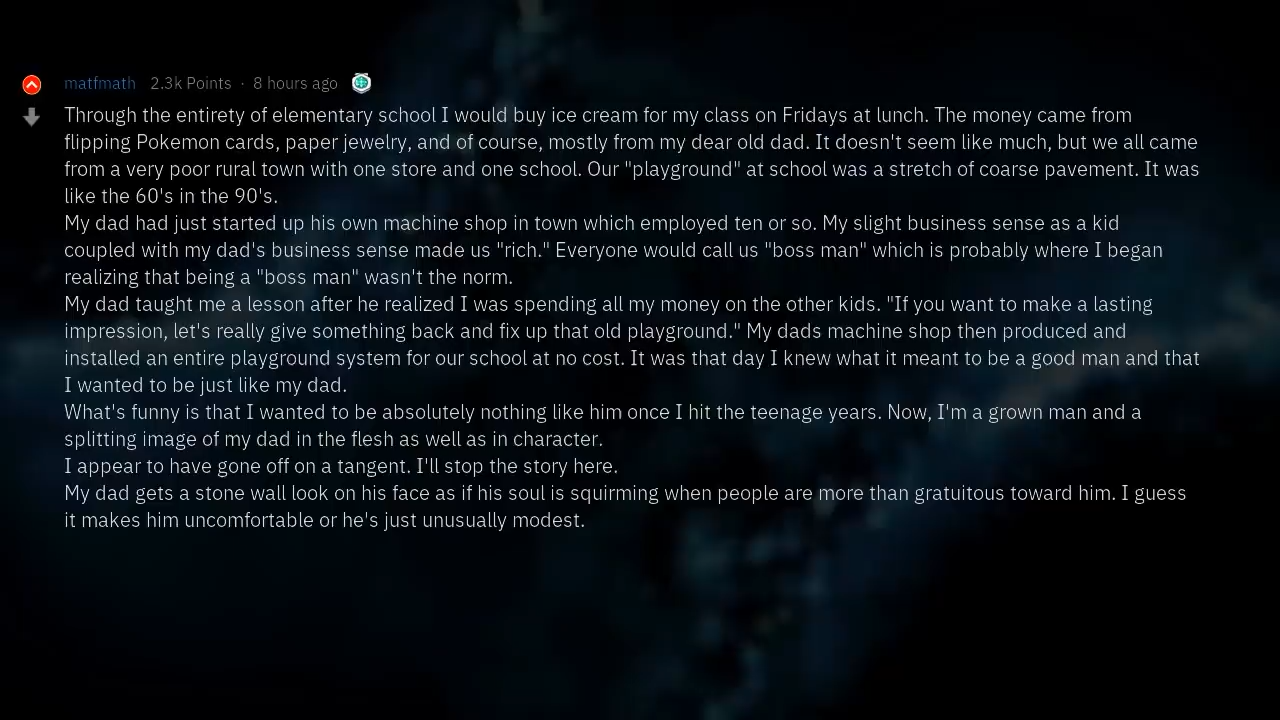 matfmath 2.3k Points · 8 hours ago
Through the entirety of elementary school I would buy ice cream for my class on Fridays at lunch. The money came from
flipping Pokemon cards, paper jewelry, and of course, mostly from my dear old dad. It doesn't seem like much, but we all came
from a very poor rural town with one store and one school. Our "playground" at school was a stretch of coarse pavement. It was
like the 60's in the 90's.
My dad had just started up his own machine shop in town which employed ten or so. My slight business sense as a kid
coupled with my dad's business sense made us "rich." Everyone would call us "boss man" which is probably where I began
realizing that being a "boss man" wasn't the norm.
My dad taught me a lesson after he realized I was spending all my money on the other kids. "If you want to make a lasting
impression, let's really give something back and fix up that old playground." My dads machine shop then produced and
installed an entire playground system for our school at no cost. It was that day I knew what it meant to be a good man and that
I wanted to be just like my dad.
What's funny is that I wanted to be absolutely nothing like him once I hit the teenage years. Now, I'm a grown man and a
splitting image of my dad in the flesh as well as in character.
I appear to have gone off on a tangent. I'll stop the story here.
My dad gets a stone wall look on his face as if his soul is squirming when people are more than gratuitous toward him. I guess
it makes him uncomfortable or he's just unusually modest.